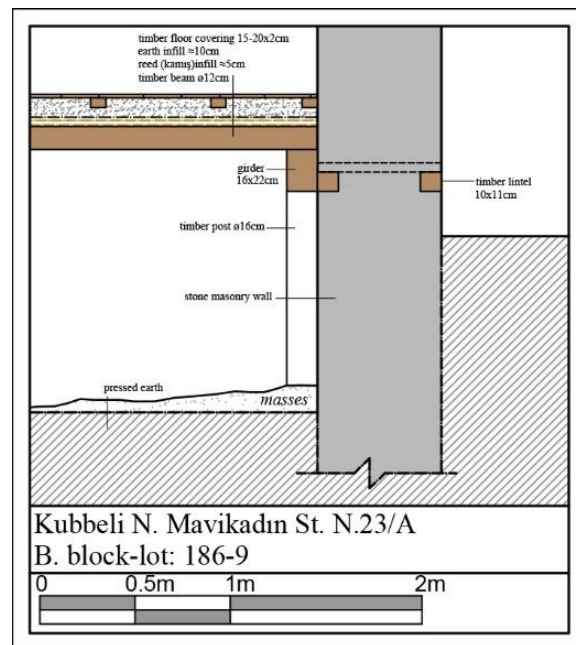 timber floor covering 15-20x2cm
earth infill ≈10cm
reed (kamış)infill ≈5cm
timber beam ø12cm
girder
16x22cm
timber lintel
10x11cm
timber post ø16cm
stone masonry wall
pressed earth
masses
Kubbeli N. Mavikadın St. N.23/A
B. block-lot: 186-9
0 0.5m 1m 2m